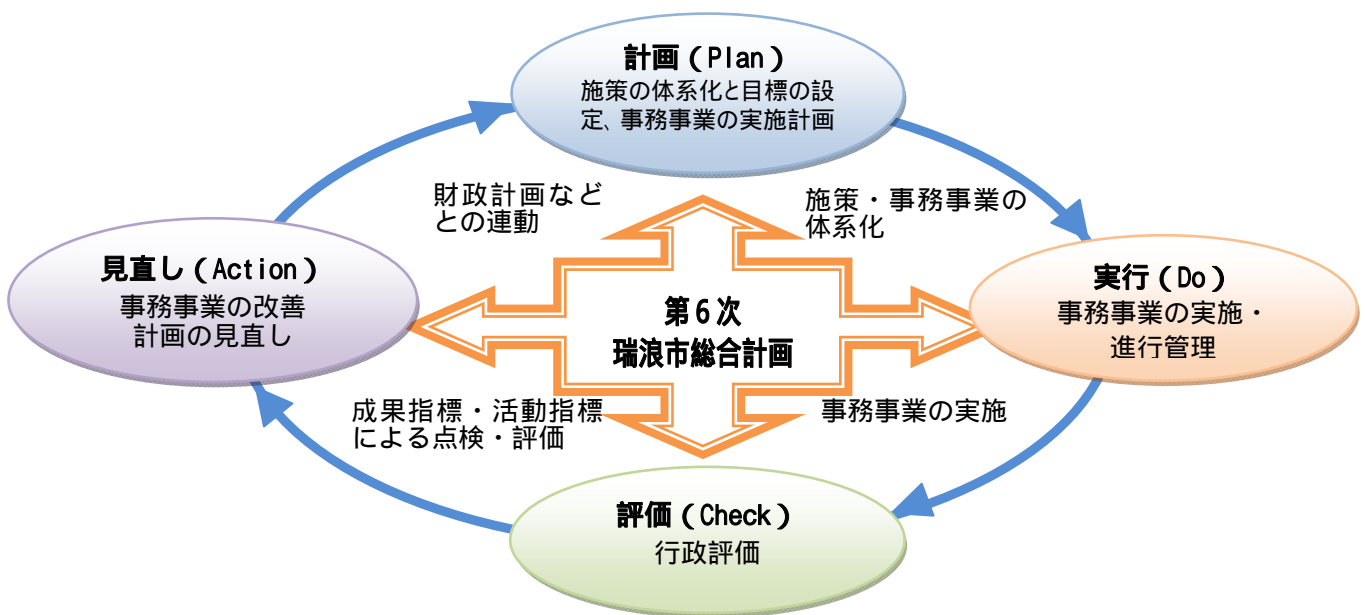 計画(Plan)
施策の体系化と目標の設
定、事務事業の実施計画
財政計画など
との連動
施策・事務事業の
体系化
見直し(Action)
事務事業の改善
計画の見直し
第6次
瑞浪市総合計画
実行(Do)
事務事業の実施・
進行管理
成果指標・活動指標
による点検・評価
事務事業の実施
評価(Check)
行政評価